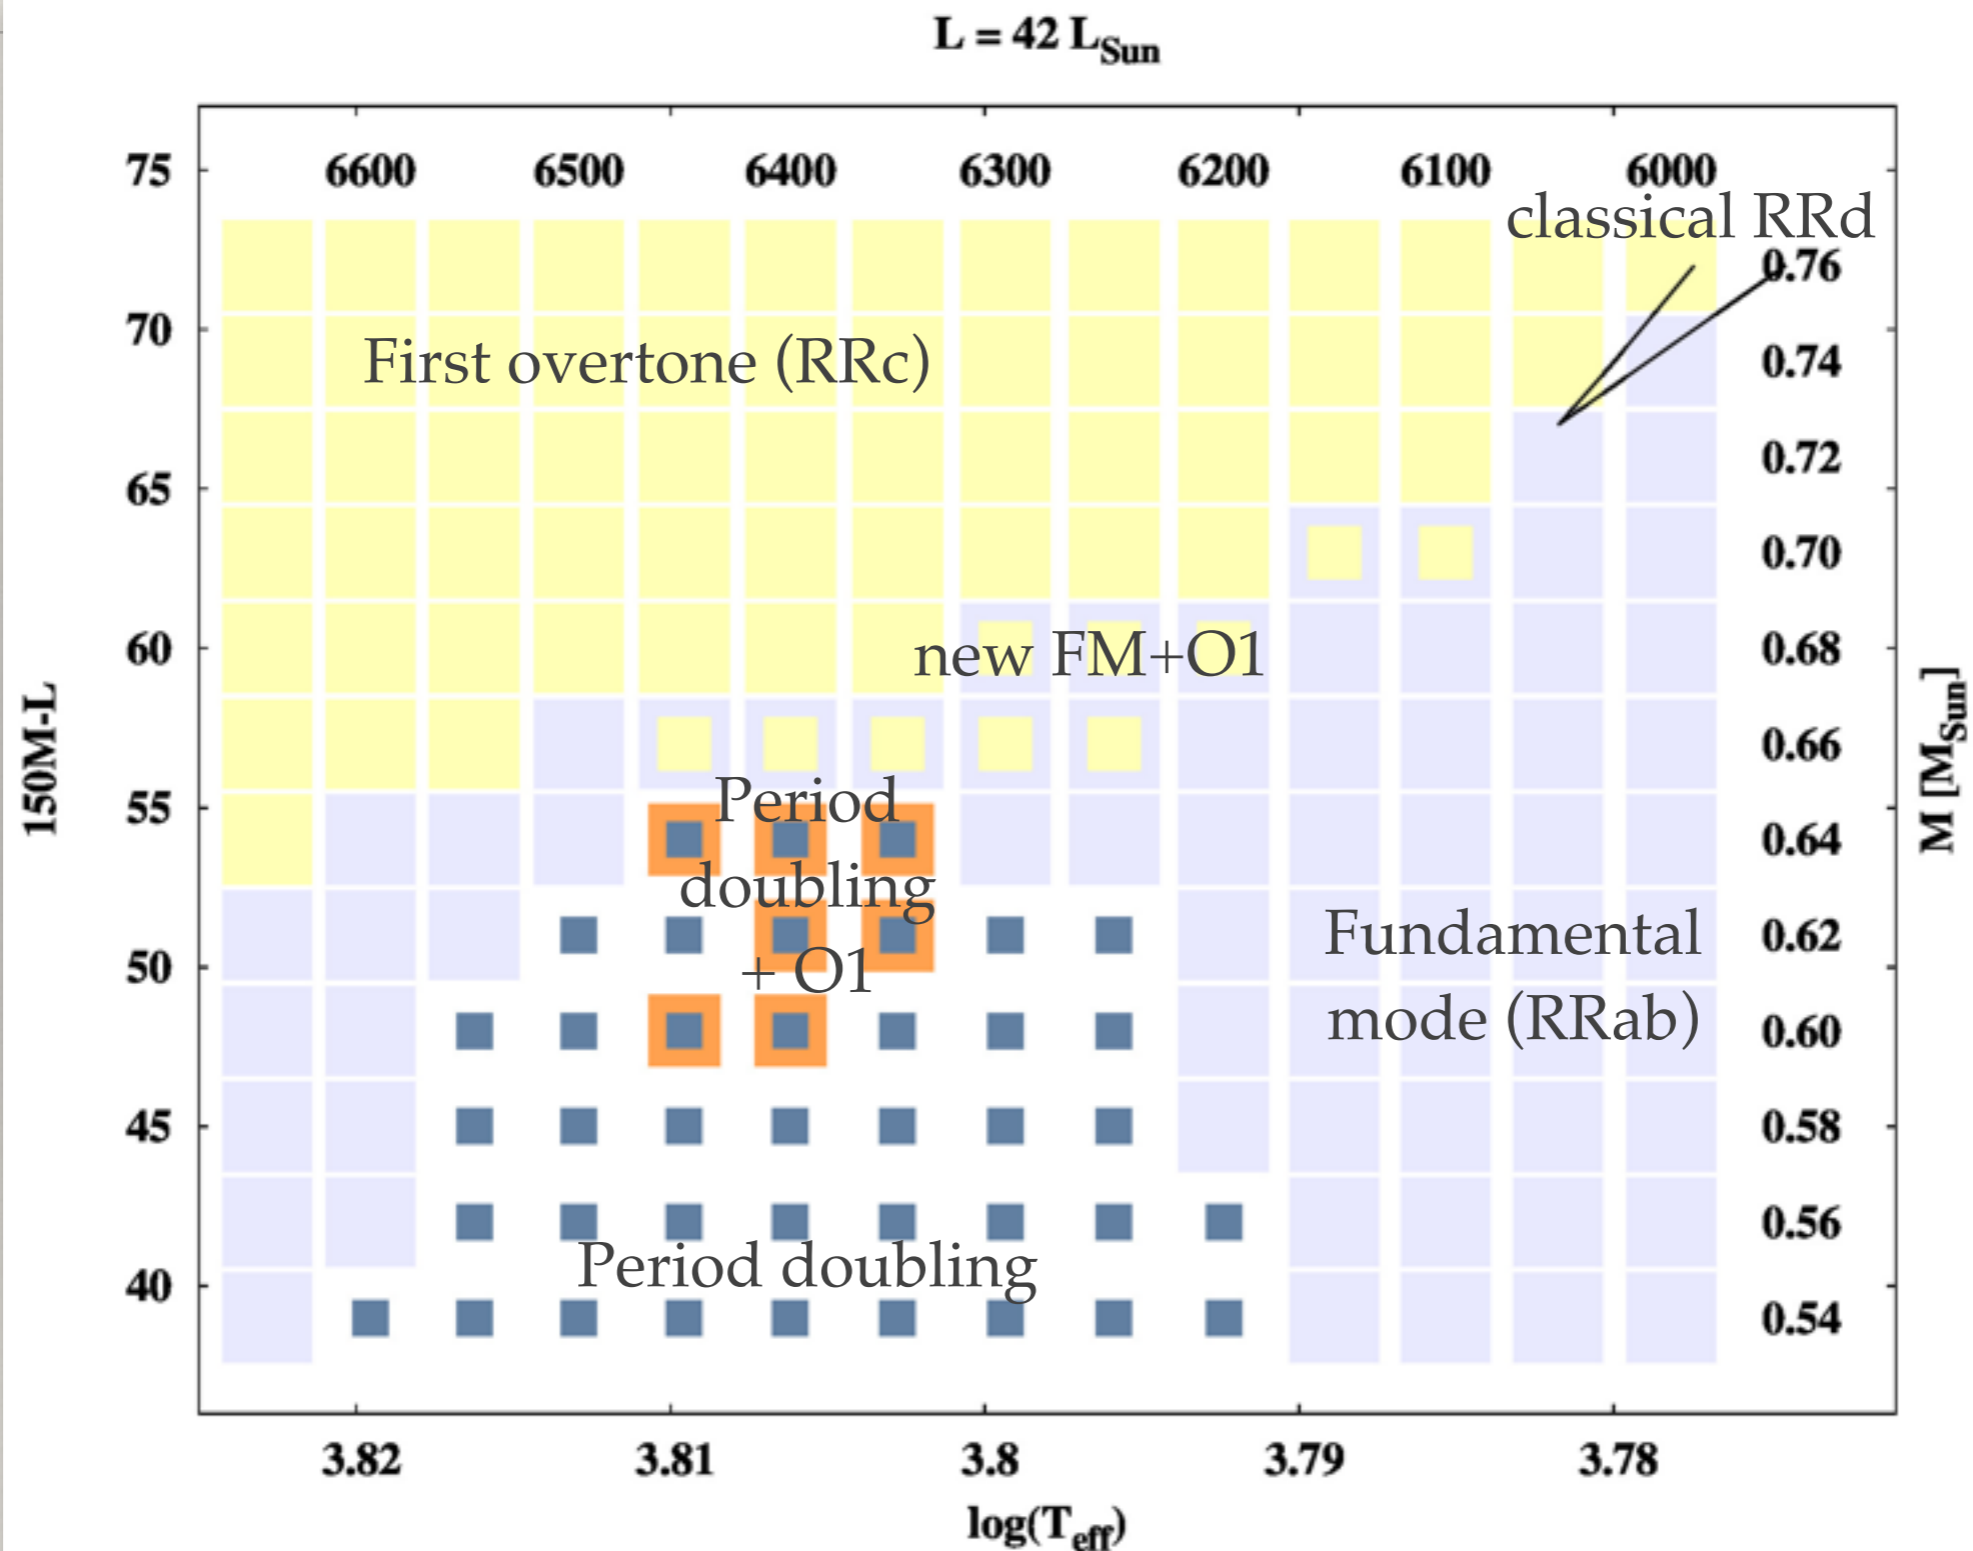 L = 42 L_Sun
75
6600 6500 6400 6300 6200 6100 6000
classical RRd
0.76
70
First overtone (RRc)
0.74
65
0.72
0.70
60
new FM+O1
0.68
150M-L
0.66
M [M_Sun]
55
Period
0.64
doubling
0.62
Fundamental
50
+ O1
mode (RRab)
0.60
45
0.58
0.56
40
Period doubling
0.54
3.82 3.81 3.8 3.79 3.78
log(T_eff)